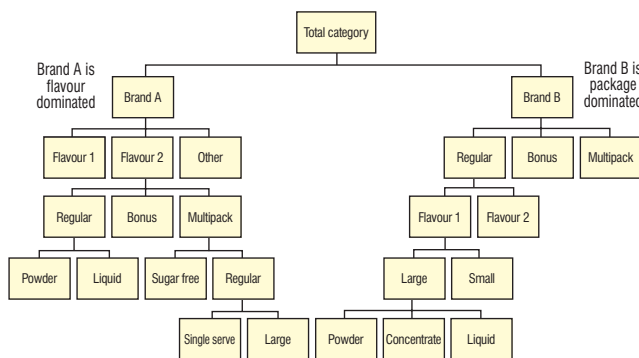 Total category
Brand A is
flavour
dominated
Brand B is
package
dominated
Brand A
Brand B
Flavour 1
Flavour 2
Other
Regular
Bonus
Multipack
Regular
Bonus
Multipack
Flavour 1
Flavour 2
Powder
Liquid
Sugar free
Regular
Large
Small
Single serve
Large
Powder
Concentrate
Liquid